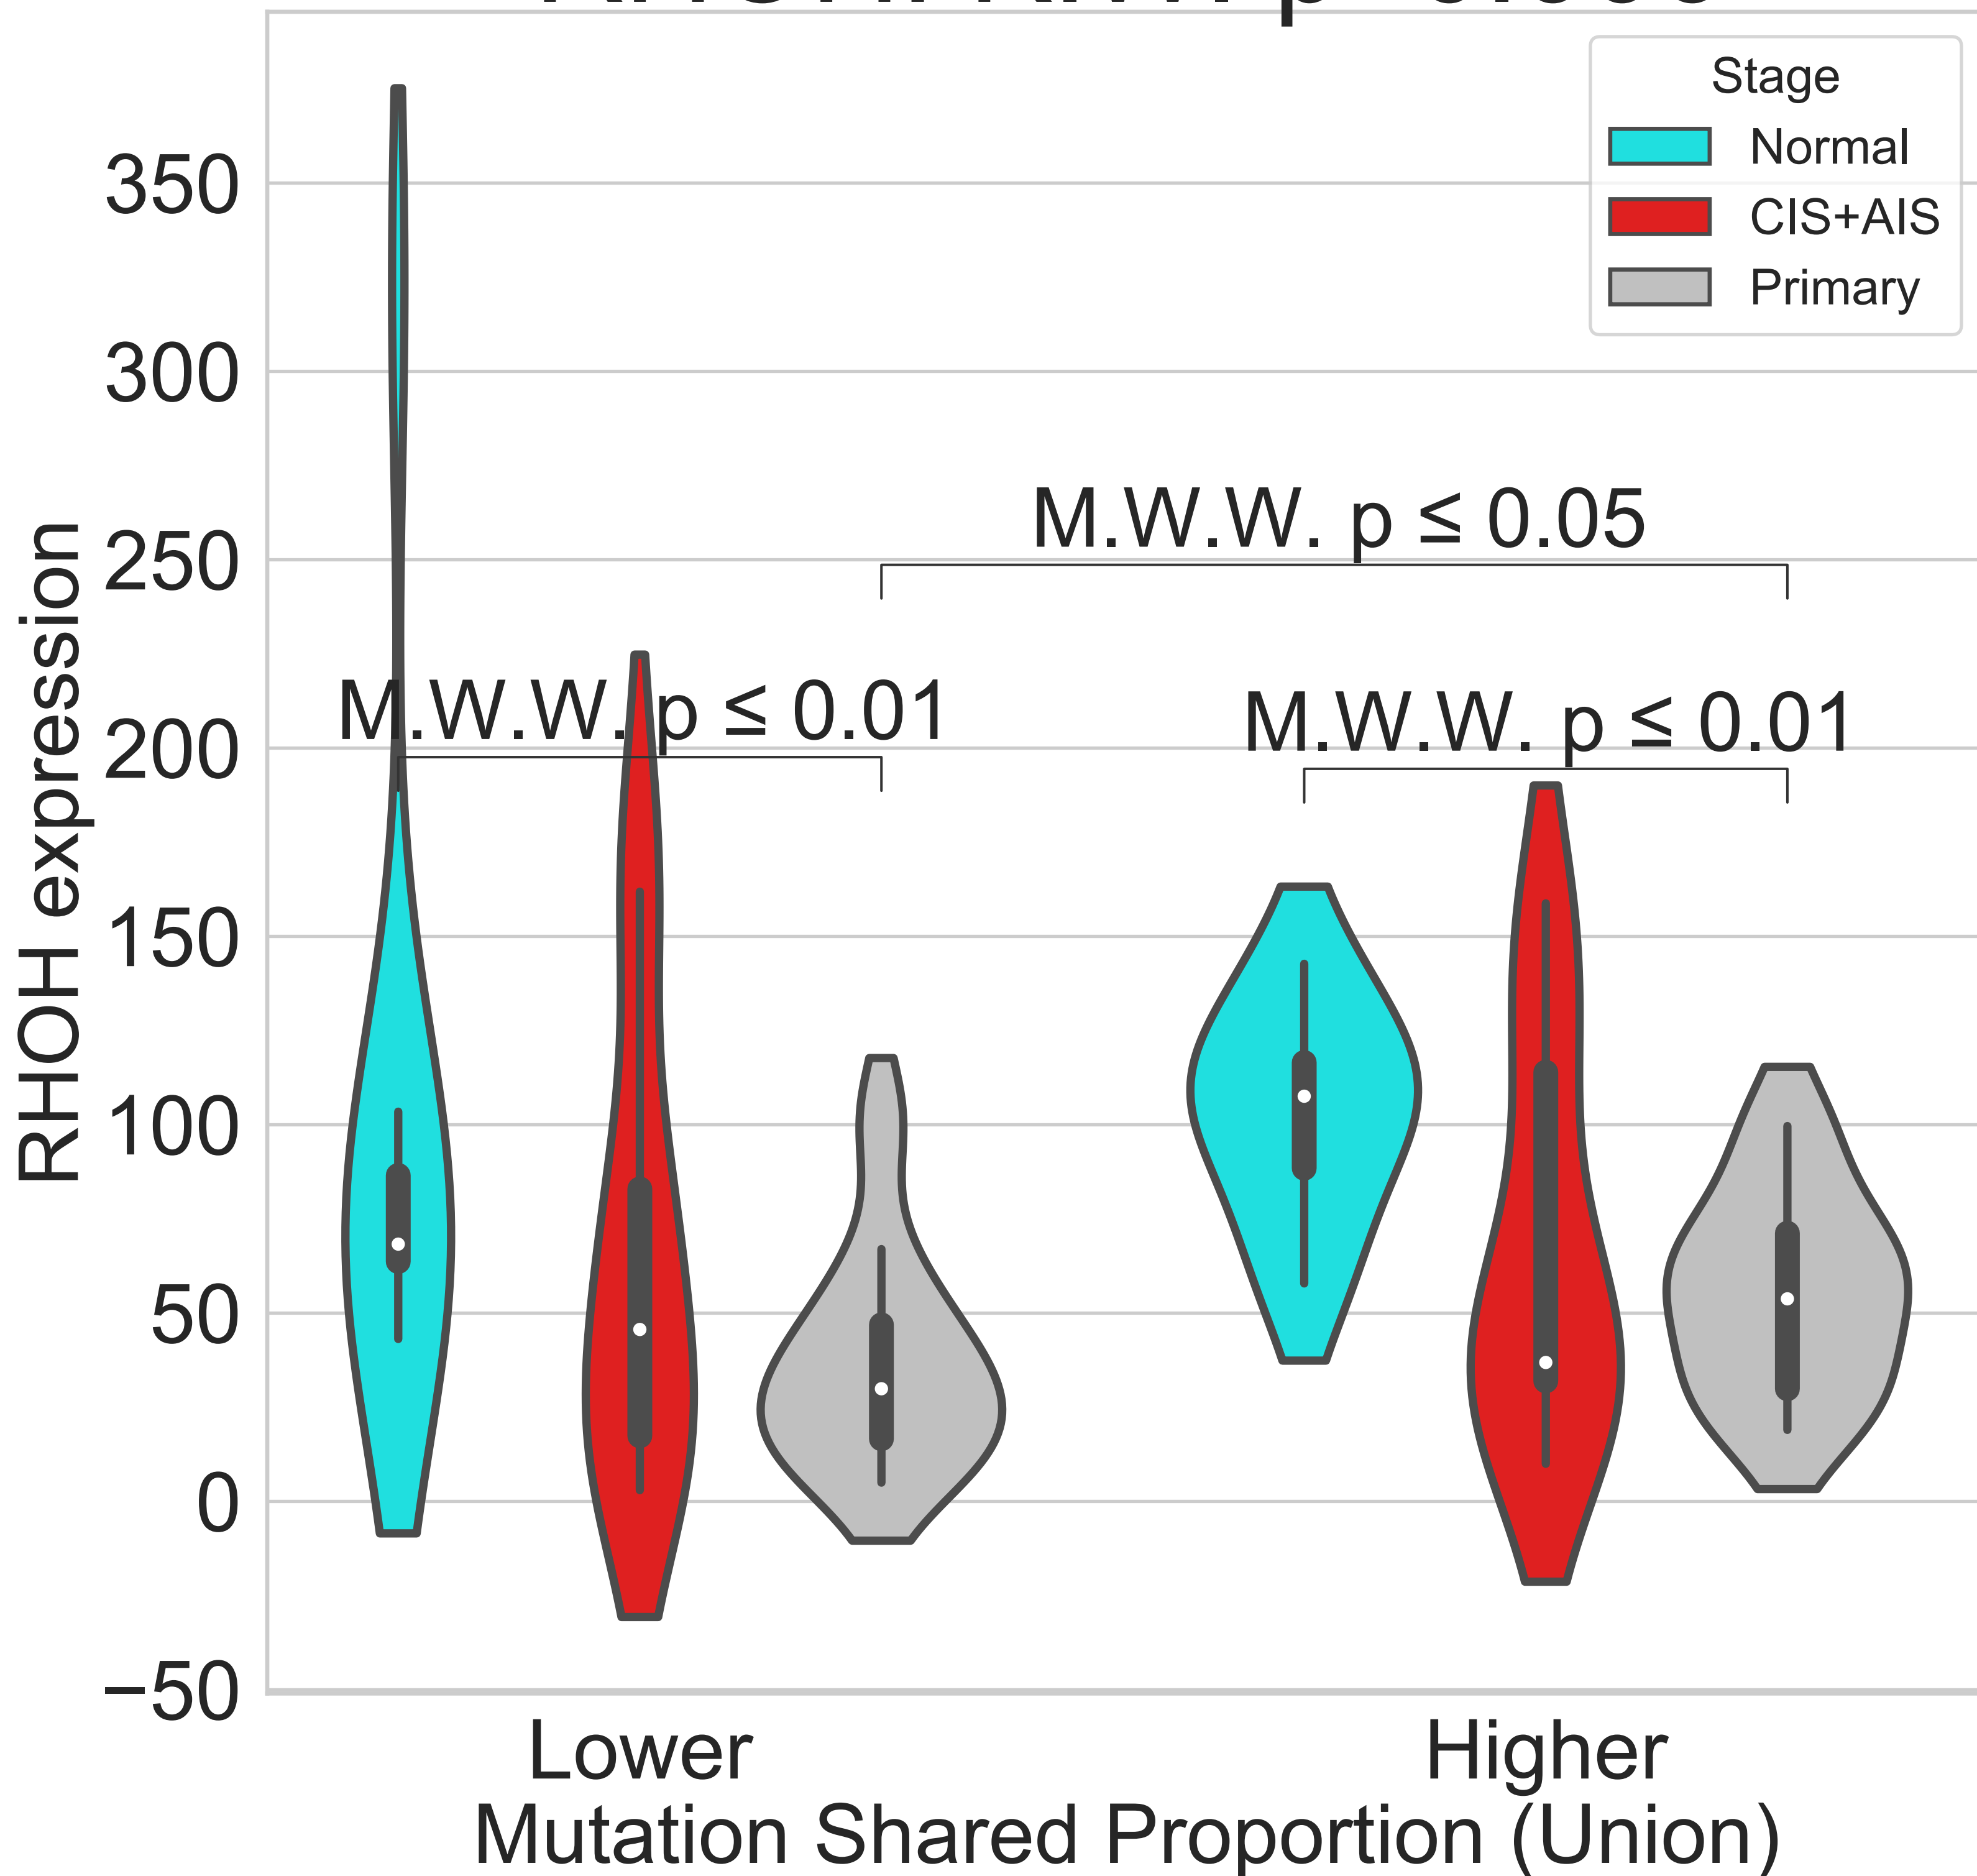 Stage
Normal
CIS+AIS
Primary
350
300
250
200
150
100
50
0
−50
RHOH expression
M.W.W. p ≤ 0.05
M.W.W. p ≤ 0.01
M.W.W. p ≤ 0.01
Lower
Higher
Mutation Shared Proportion (Union)